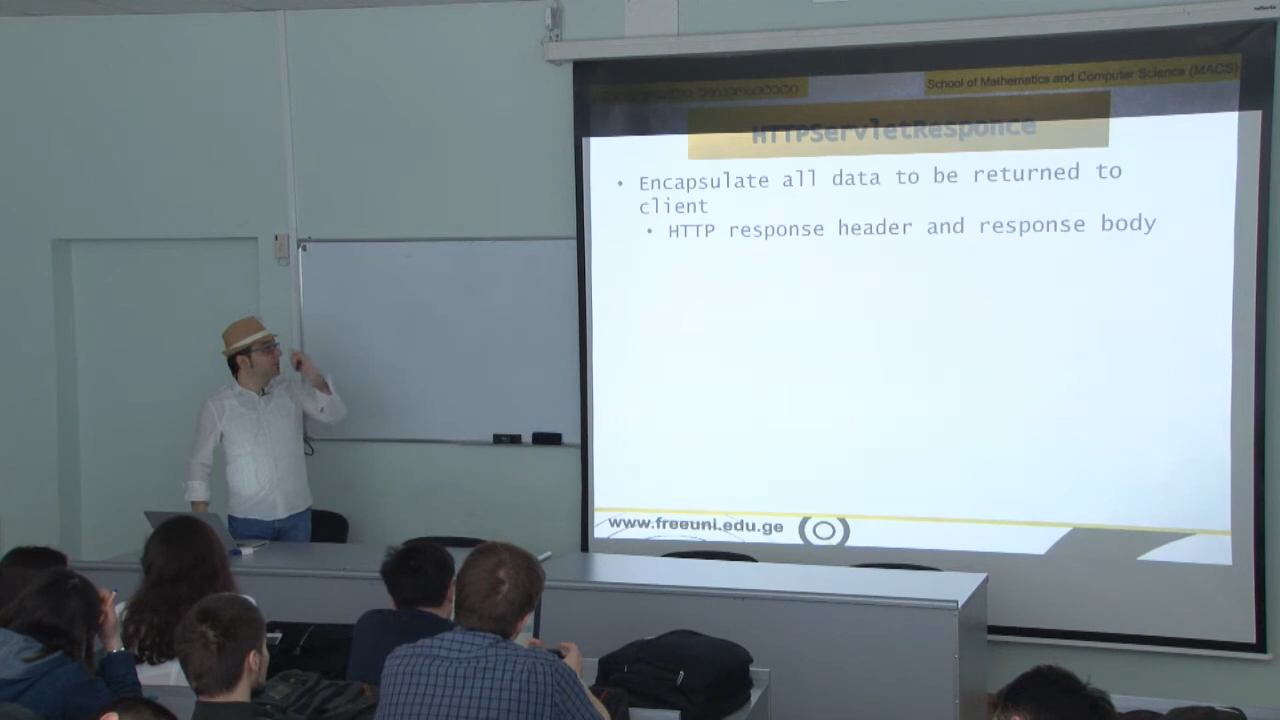 School of Mathematics and Computer Science (MACS)
HTTPServletResponce
• Encapsulate all data to be returned to
client
• HTTP response header and response body
www.freeuni.edu.ge